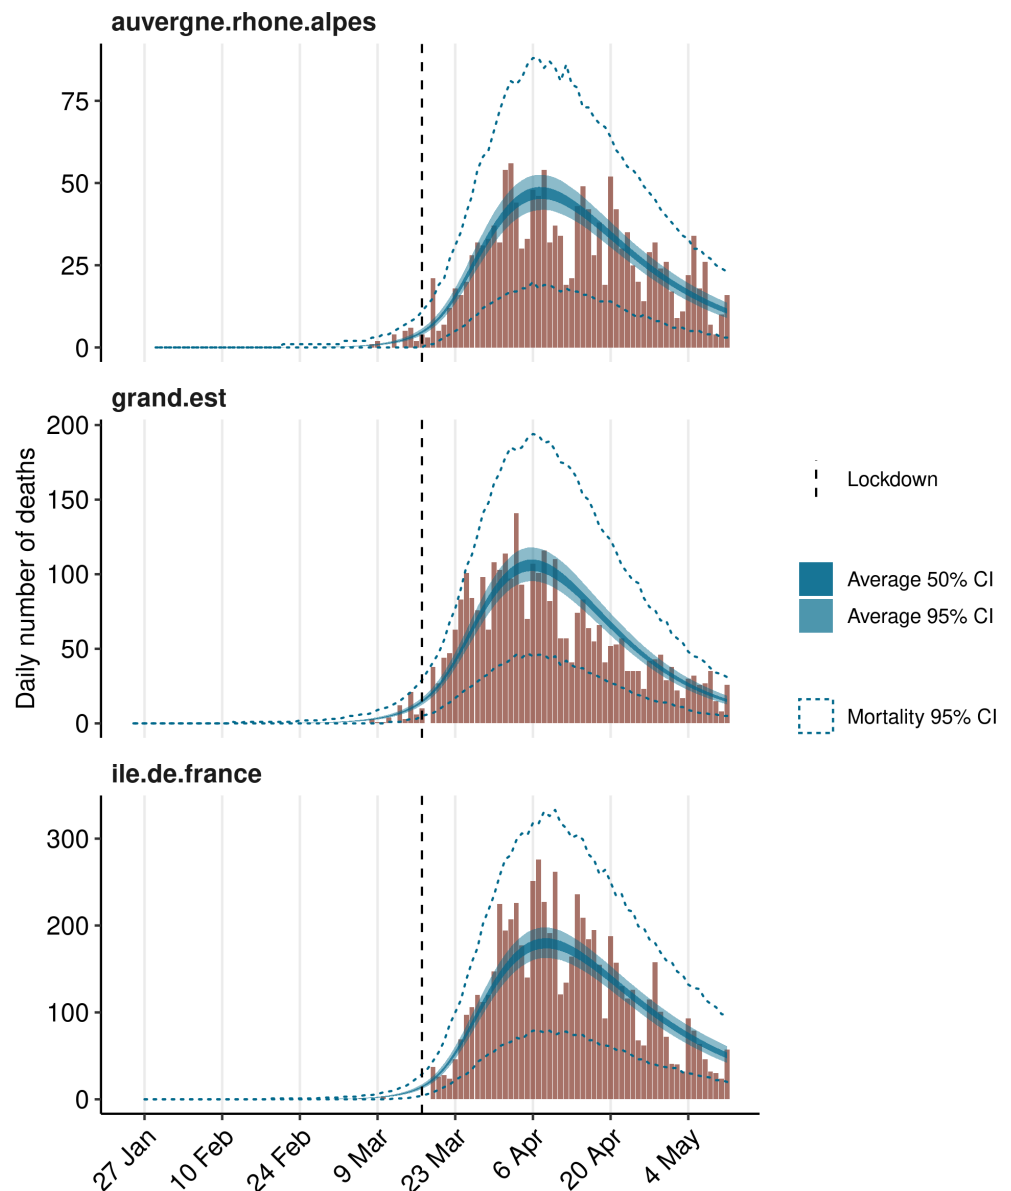 auvergne.rhone.alpes
75
50
25
0
grand.est
200
150
100
50
0
Daily number of deaths
Lockdown
Average 50% CI
Average 95% CI
Mortality 95% CI
ile.de.france
300
200
100
0
27 Jan
10 Feb
24 Feb
9 Mar
23 Mar
6 Apr
20 Apr
4 May